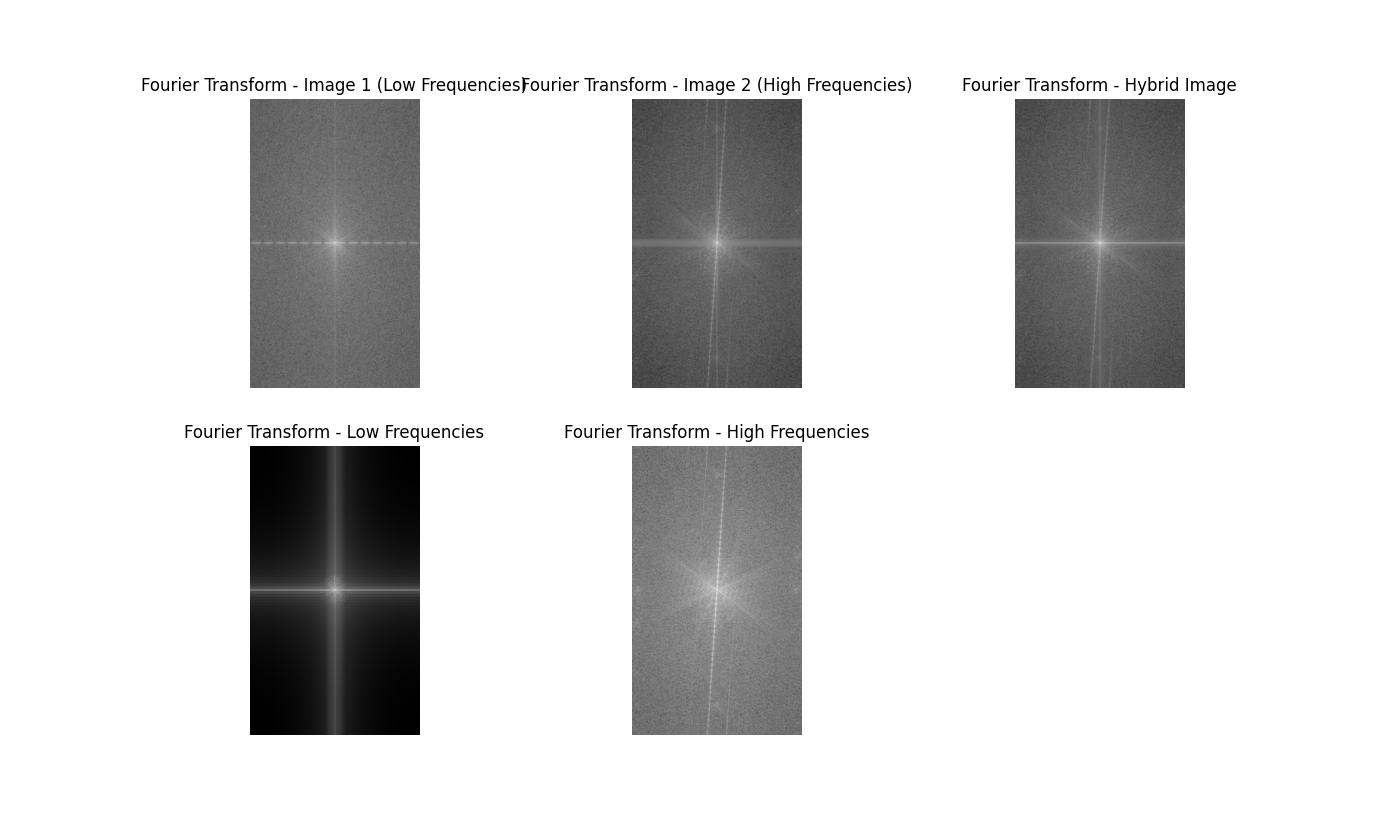 Fourier Transform - Image 1 (Low Frequencies)
Fourier Transform - Image 2 (High Frequencies)
Fourier Transform - Hybrid Image
Fourier Transform - Low Frequencies
Fourier Transform - High Frequencies